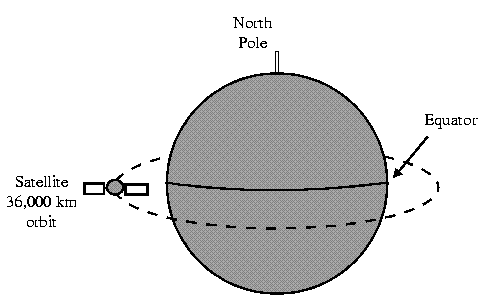 North
Pole
Equator
Satellite
36,000 km
orbit